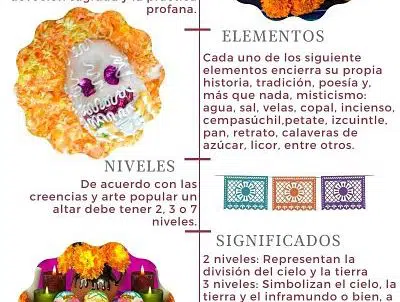 devoción sagrada y la práctica
profana.
ELEMENTOS
Cada uno de los siguiente
elementos encierra su propia
historia, tradición, poesía y,
más que nada, misticismo:
agua, sal, velas, copal, incienso,
cempasúchil,petate, izcuintle,
pan, retrato, calaveras de
azúcar, licor, entre otros.
NIVELES
De acuerdo con las
creencias y arte popular un
altar debe tener 2, 3 o 7
niveles.
SIGNIFICADOS
2 niveles: Representan la
división del cielo y la tierra
3 niveles: Simbolizan el cielo, la
tierra y el inframundo o bien, a